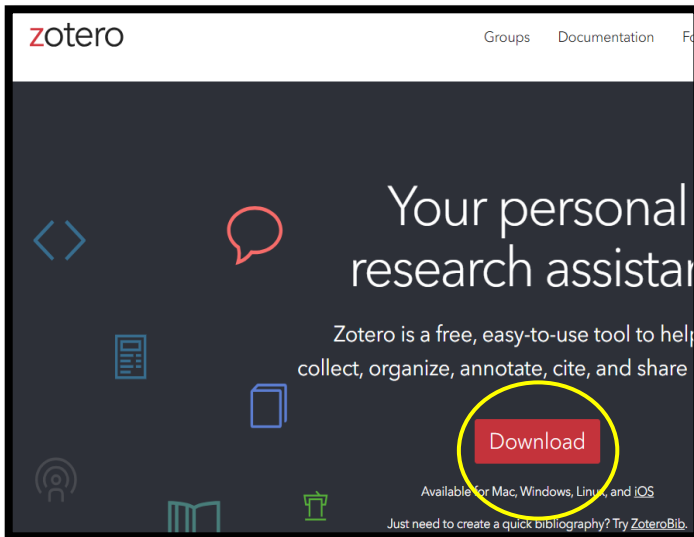 zotero
Groups Documentation
Your personal
research
Zotero is a free, easy-to-use tool to help
collect, organize, annotate, cite, and share
Download
Available for Mac, Windows, Linux, and iOS
Just need to create a quick bibliography? Try ZoteroBib.